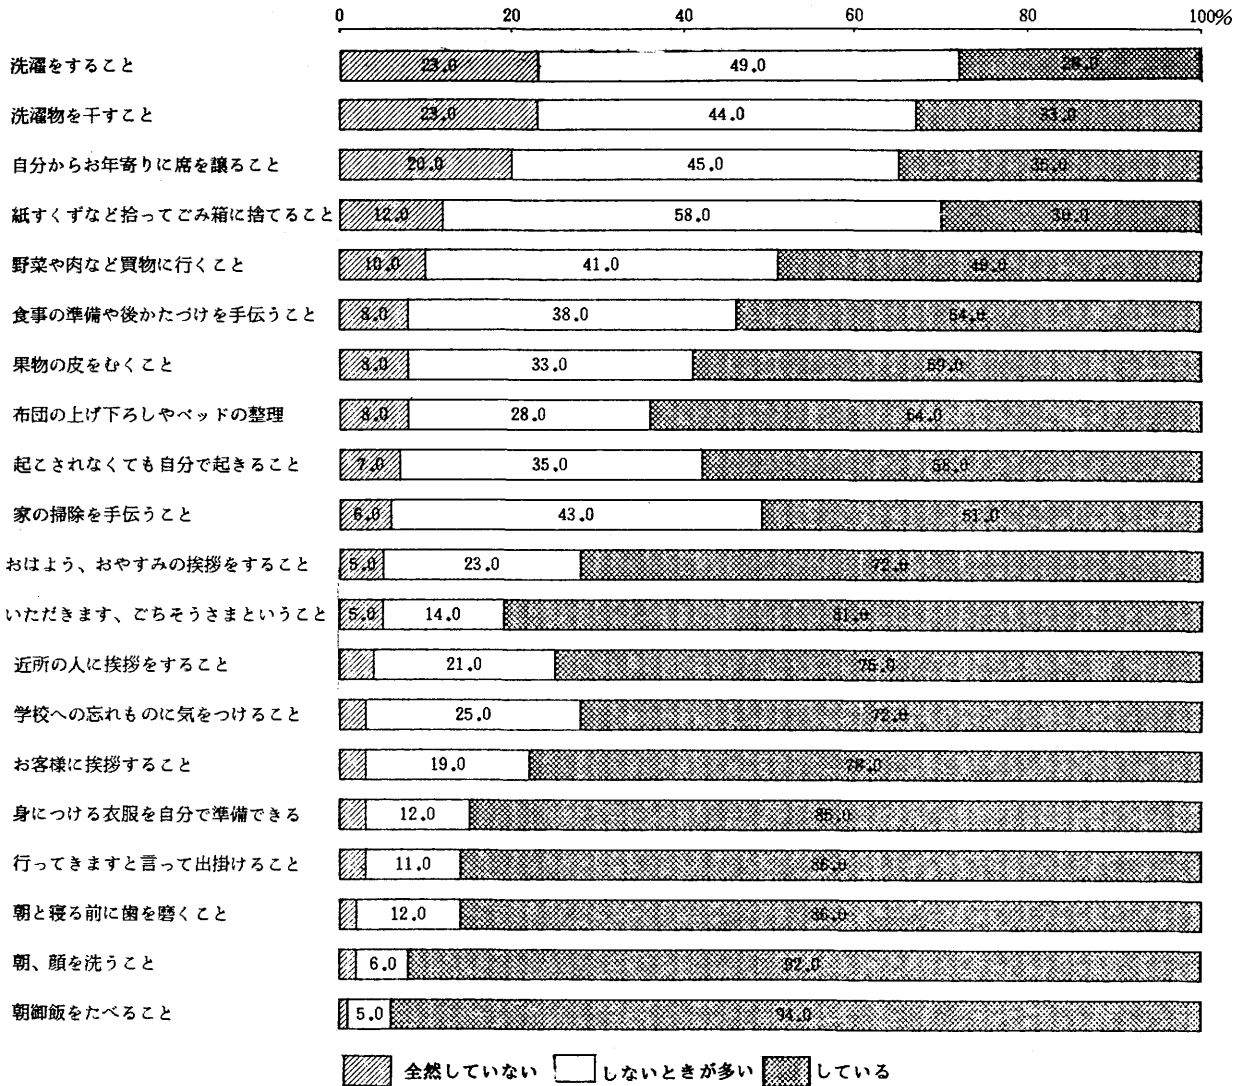 0 20 40 60 80 100%
洗濯をすること 23.0 49.0 28.0
洗濯物を干すこと 23.0 44.0 33.0
自分からお年寄りに席を譲ること 20.0 45.0 35.0
紙すくずなど拾ってごみ箱に捨てること 12.0 58.0 30.0
野菜や肉など買物に行くこと 10.0 41.0 49.0
食事の準備や後かたづけを手伝うこと 8.0 38.0 54.0
果物の皮をむくこと 8.0 33.0 59.0
布団の上げ下ろしやベッドの整理 8.0 28.0 64.0
起こされなくても自分で起きること 7.0 35.0 58.0
家の掃除を手伝うこと 6.0 43.0 51.0
おはよう、おやすみの挨拶をすること 5.0 23.0 72.0
いただきます、ごちそうさまということ 5.0 14.0 81.0
近所の人に挨拶をすること 21.0 75.0
学校への忘れものに気をつけること 25.0 72.0
お客様に挨拶すること 19.0 78.0
身につける衣服を自分で準備できる 12.0 85.0
行ってきますと言って出掛けること 11.0 86.0
朝と寝る前に歯を磨くこと 12.0 86.0
朝、顔を洗うこと 6.0 92.0
朝御飯をたべること 5.0 94.0
全然していない しないときが多い している